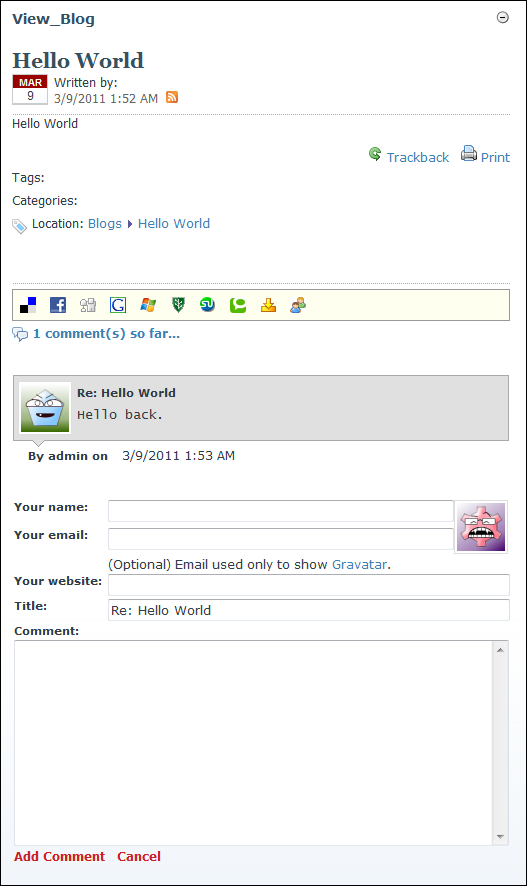 View_Blog
Hello World
MAR
9
Written by:
3/9/2011 1:52 AM
Hello World
Trackback Print
Tags:
Categories:
Location: Blogs Hello World
1 comment(s) so far...
Re: Hello World
Hello back.
By admin on 3/9/2011 1:53 AM
Your name:
Your email:
(Optional) Email used only to show Gravatar.
Your website:
Title: Re: Hello World
Comment:
Add Comment Cancel